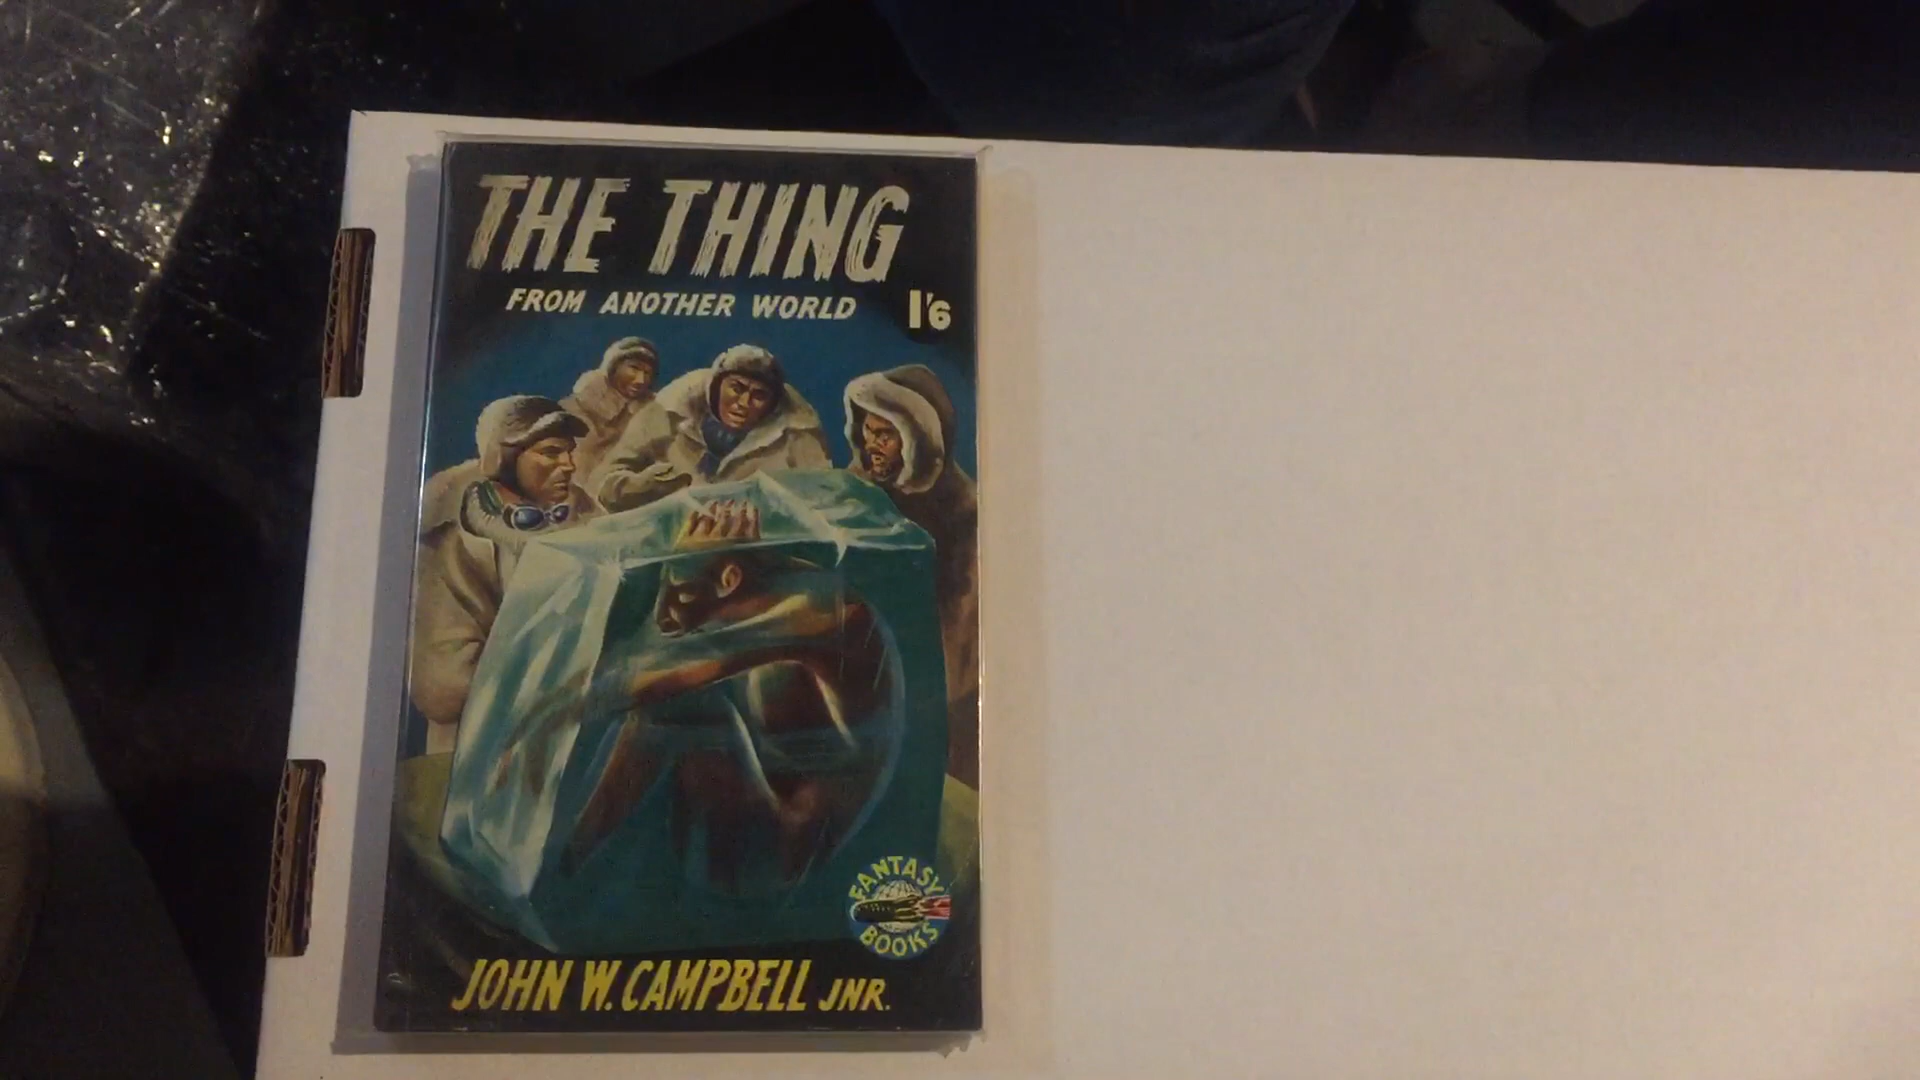 THE THING
FROM ANOTHER WORLD
1'6
FANTASY
BOOKS
JOHN W. CAMPBELL JNR.